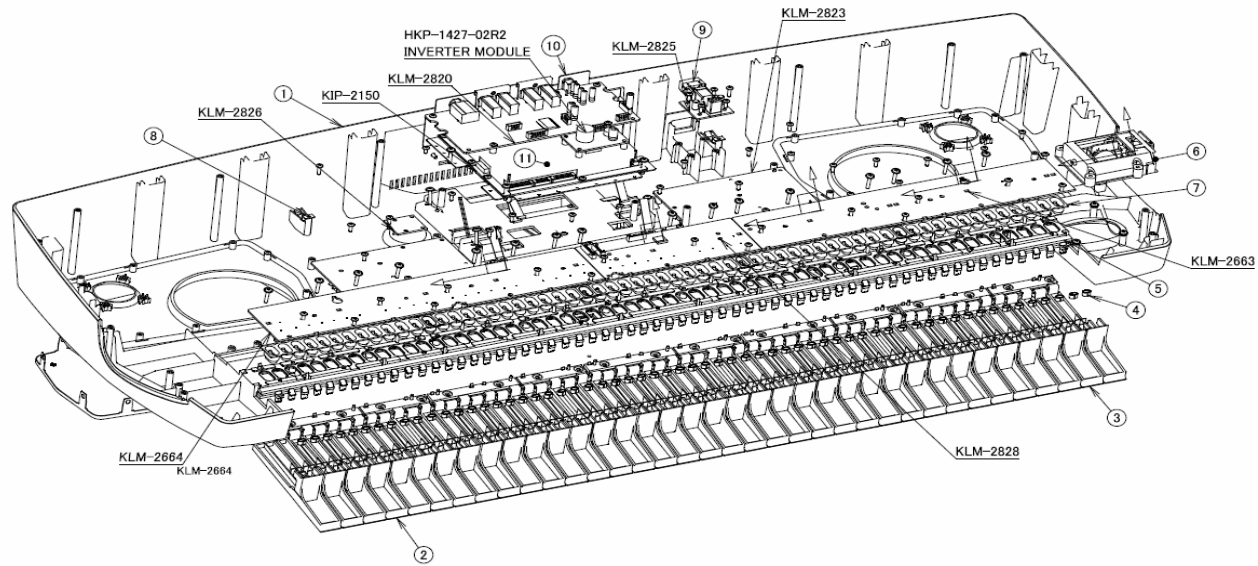 KLM-2823
9
HKP-1427-02R2
10
INVERTER MODULE
KLM-2825
KLM-2820
1
KIP-2150
KLM-2826
8
11
6
7
KLM-2663
5
4
3
KLM-2664
KLM-2664
KLM-2828
2